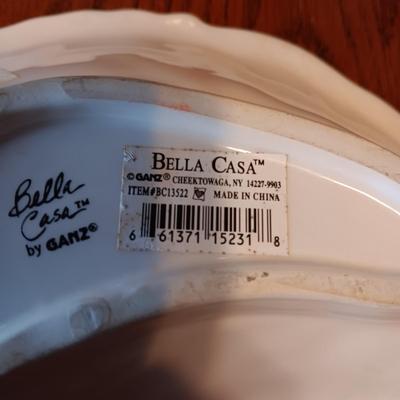 Bella
Casa™
by GANZ®
BELLA CASA™
©GANZ® CHEEKTOWAGA, NY 14227-9903
ITEM#BC13522 MADE IN CHINA
6 61371 15231 8